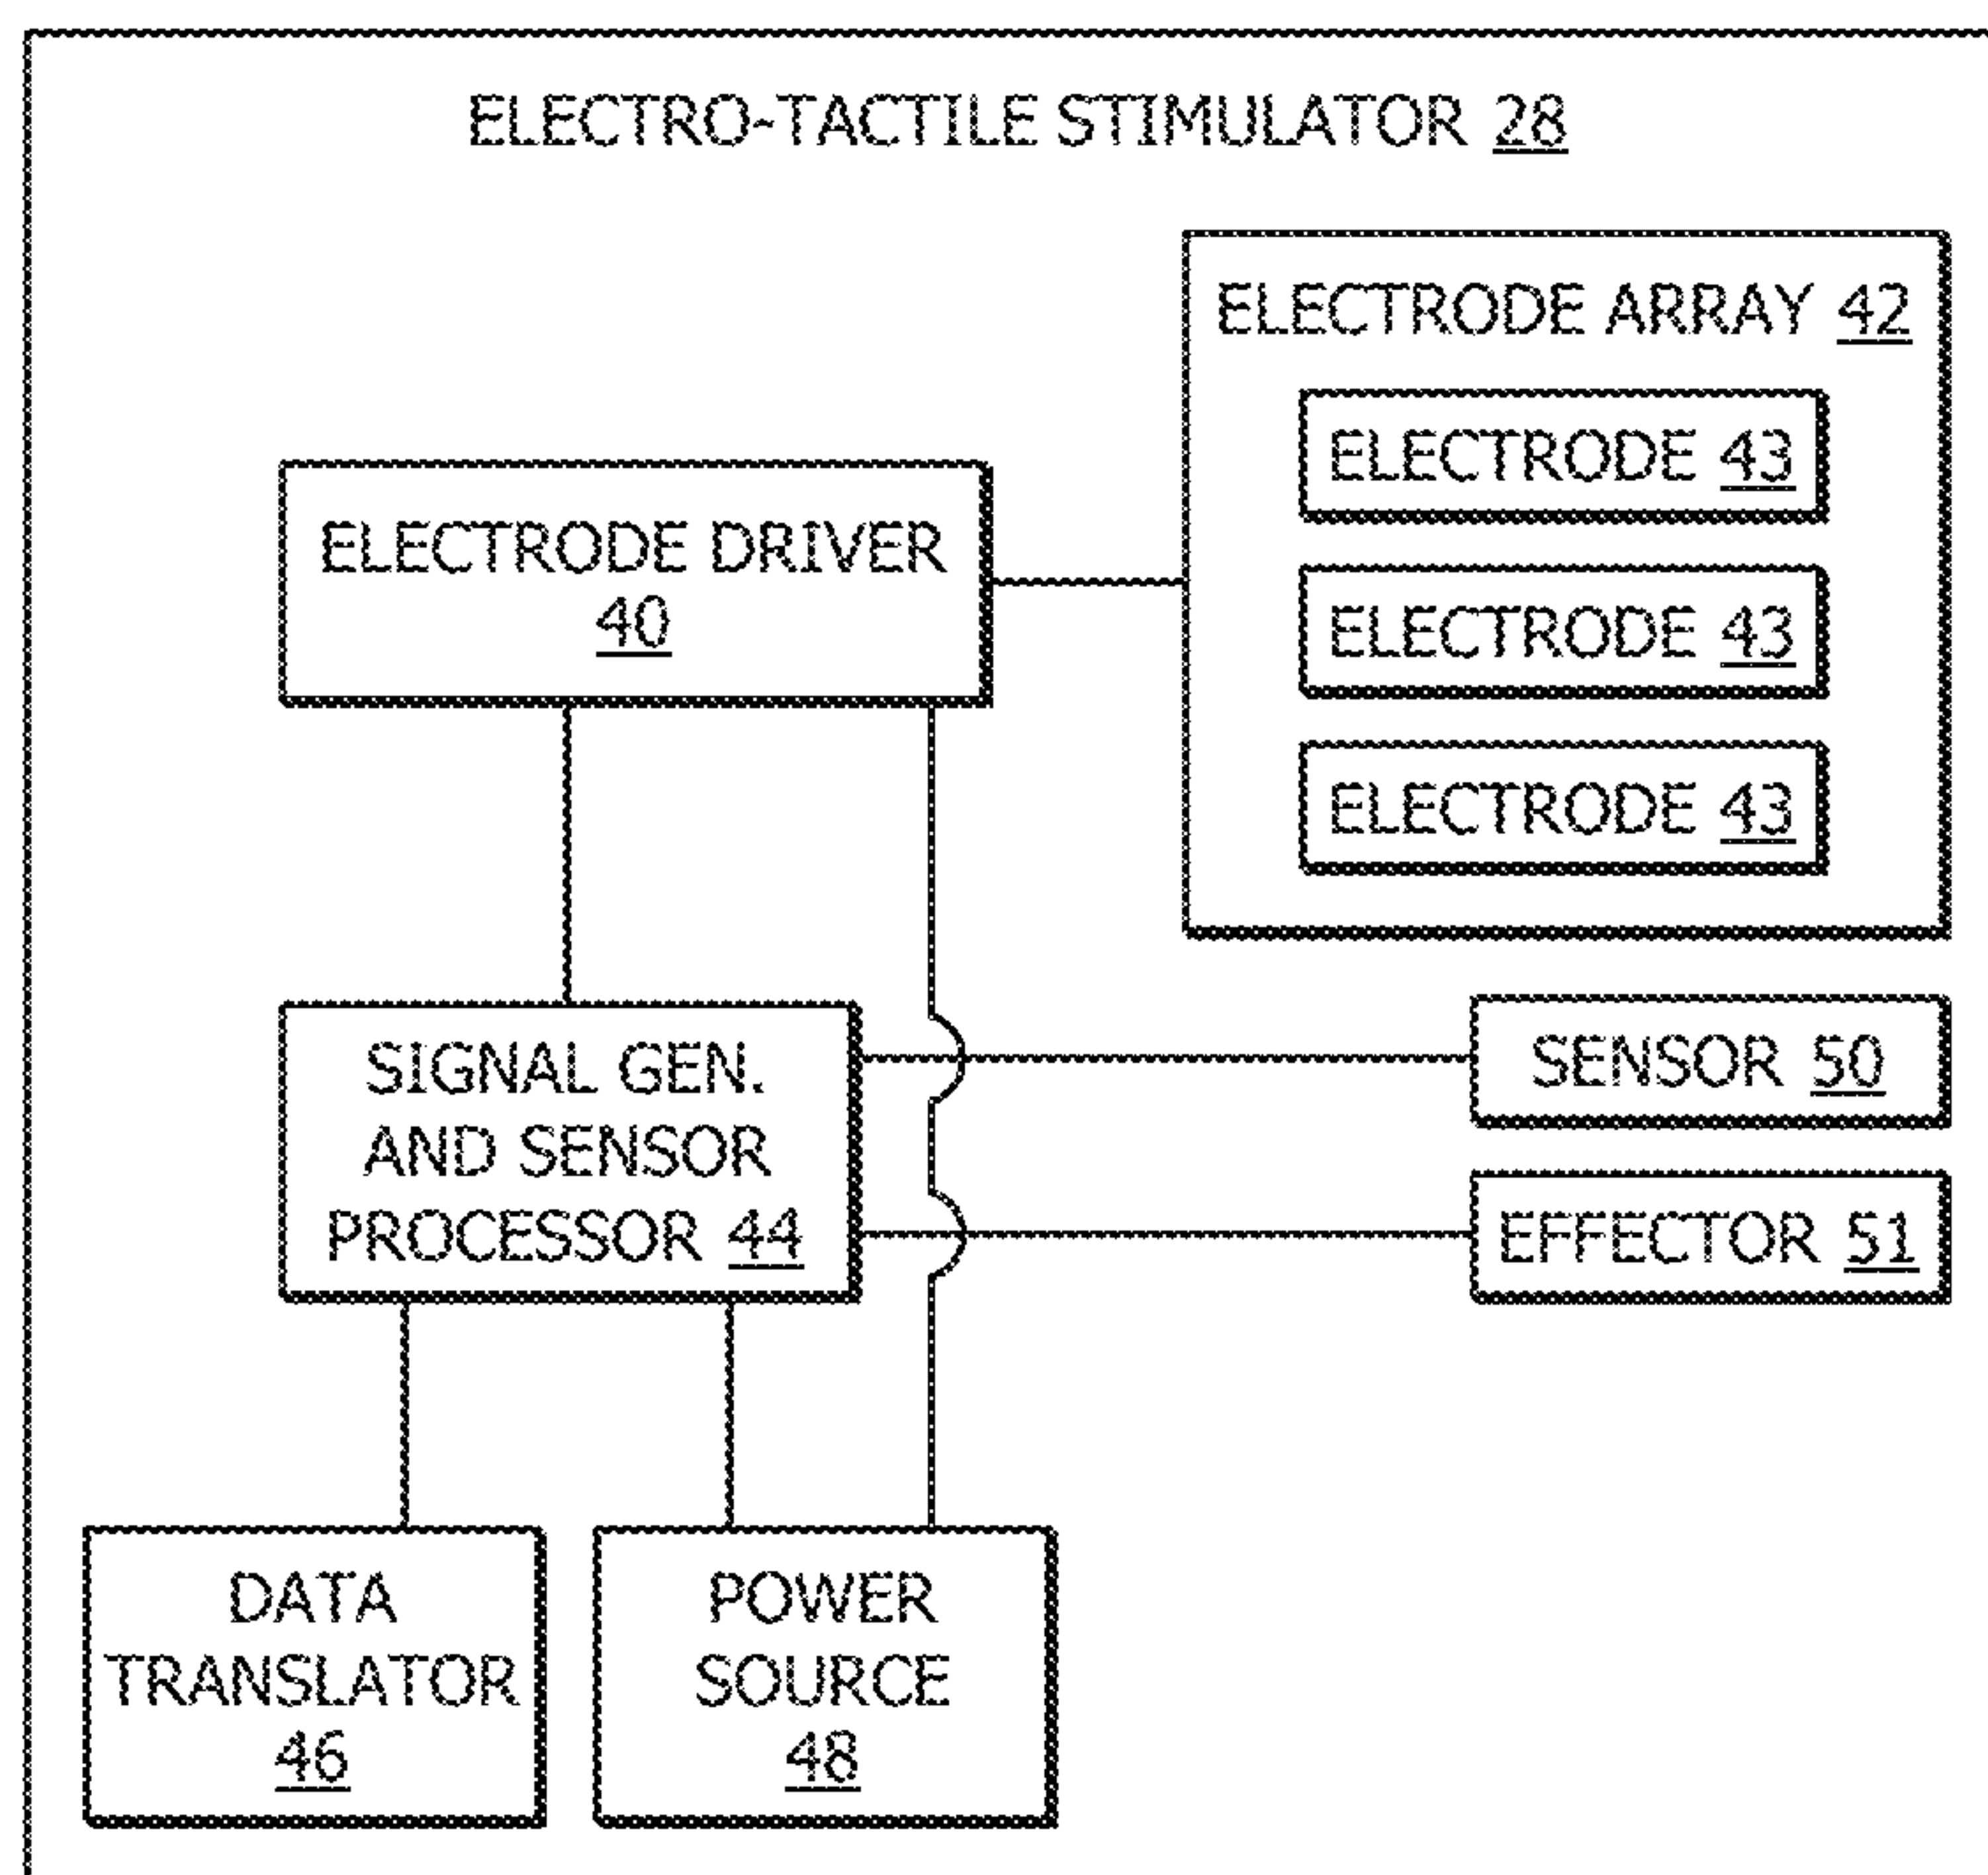 ELECTRO-TACTILE STIMULATOR 28
ELECTRODE ARRAY 42
ELECTRODE 43
ELECTRODE 43
ELECTRODE 43
ELECTRODE DRIVER
40
SIGNAL GEN.
AND SENSOR
PROCESSOR 44
SENSOR 50
EFFECTOR 51
DATA
TRANSLATOR
46
POWER
SOURCE
48